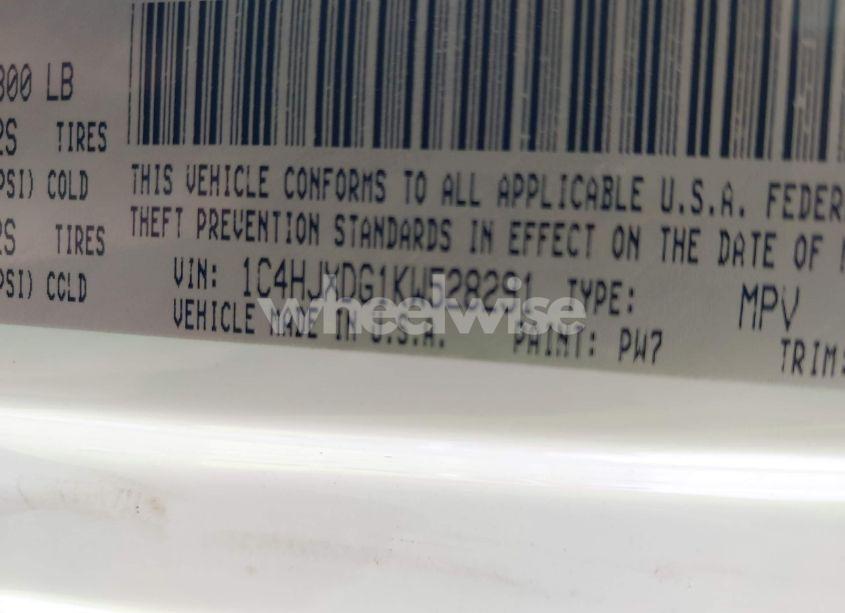 800 LB
2S TIRES
PSI) COLD
2S TIRES
PSI) COLD
THIS VEHICLE CONFORMS TO ALL APPLICABLE U.S.A. FEDER
THEFT PREVENTION STANDARDS IN EFFECT ON THE DATE OF M
VIN: 1C4HJXDG1KW528291 TYPE: MPV
VEHICLE MADE IN U.S.A. PAINT: PW7 TRIM:
wheelwise